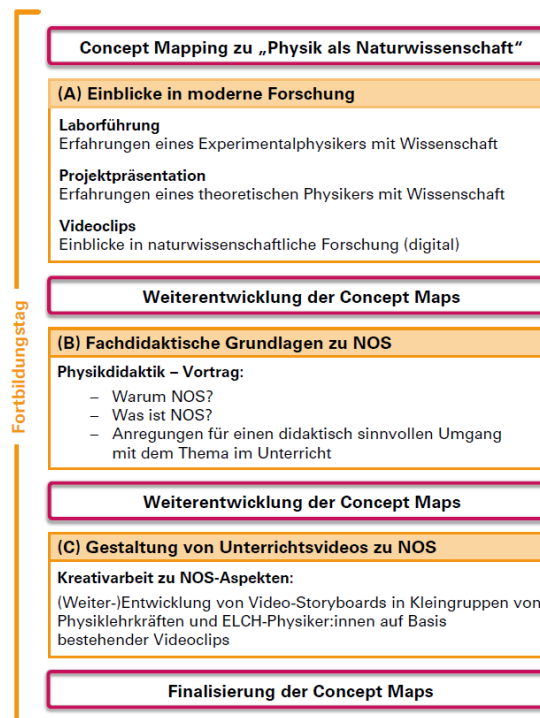 Fortbildungstag
Concept Mapping zu „Physik als Naturwissenschaft“
(A) Einblicke in moderne Forschung
Laborführung
Erfahrungen eines Experimentalphysikers mit Wissenschaft
Projektpräsentation
Erfahrungen eines theoretischen Physikers mit Wissenschaft
Videoclips
Einblicke in naturwissenschaftliche Forschung (digital)
Weiterentwicklung der Concept Maps
(B) Fachdidaktische Grundlagen zu NOS
Physikdidaktik – Vortrag:
– Warum NOS?
– Was ist NOS?
– Anregungen für einen didaktisch sinnvollen Umgang
mit dem Thema im Unterricht
Weiterentwicklung der Concept Maps
(C) Gestaltung von Unterrichtsvideos zu NOS
Kreativarbeit zu NOS-Aspekten:
(Weiter-)Entwicklung von Video-Storyboards in Kleingruppen von
Physiklehrkräften und ELCH-Physiker:innen auf Basis
bestehender Videoclips
Finalisierung der Concept Maps